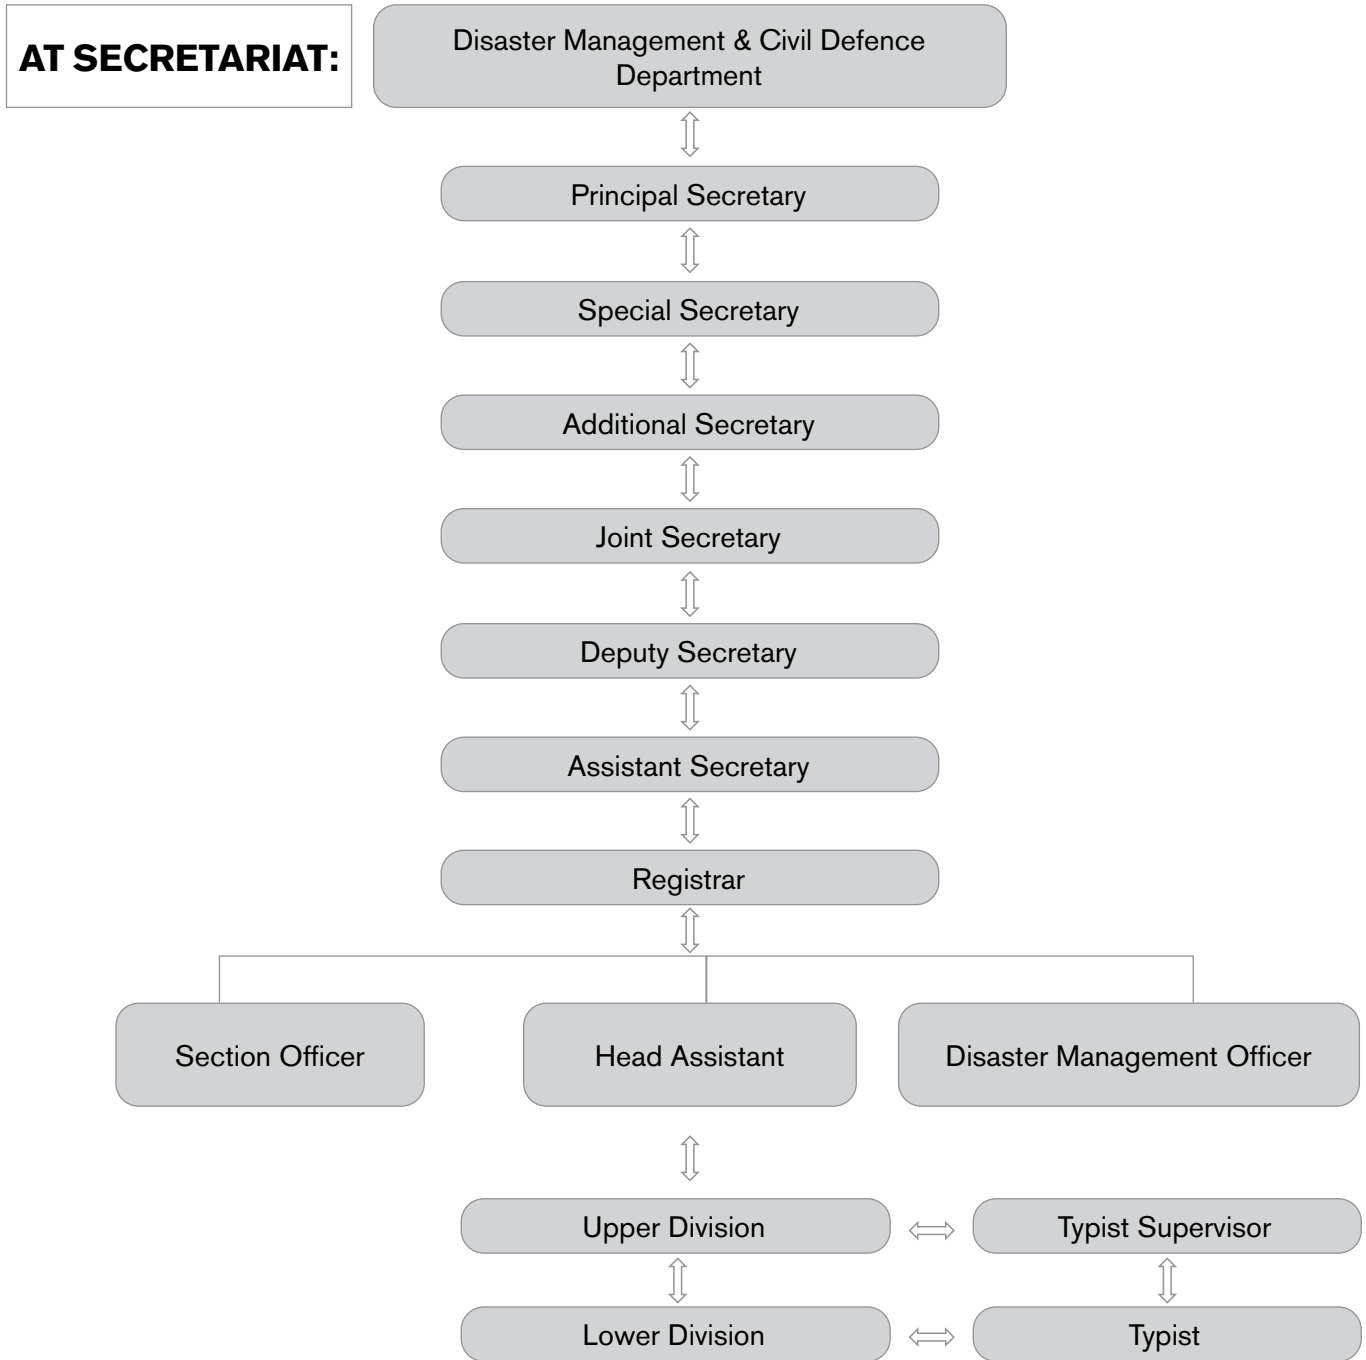 AT SECRETARIAT:
Disaster Management & Civil Defence
Department
Principal Secretary
Special Secretary
Additional Secretary
Joint Secretary
Deputy Secretary
Assistant Secretary
Registrar
Section Officer
Head Assistant
Disaster Management Officer
Upper Division
Typist Supervisor
Lower Division
Typist